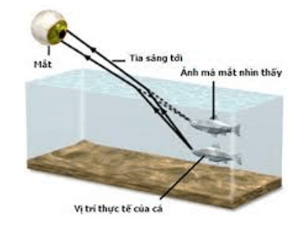 Tia sáng tới
Mắt
Ảnh mà mắt nhìn thấy
Vị trí thực tế của cá